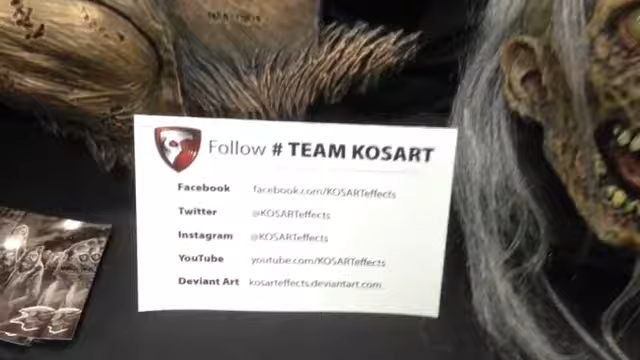 Follow # TEAM KOSART
Facebook facebook.com/KOSARTeffects
Twitter @KOSARTeffects
Instagram @KOSARTeffects
YouTube youtube.com/KOSARTeffects
Deviant Art kosarteffects.deviantart.com